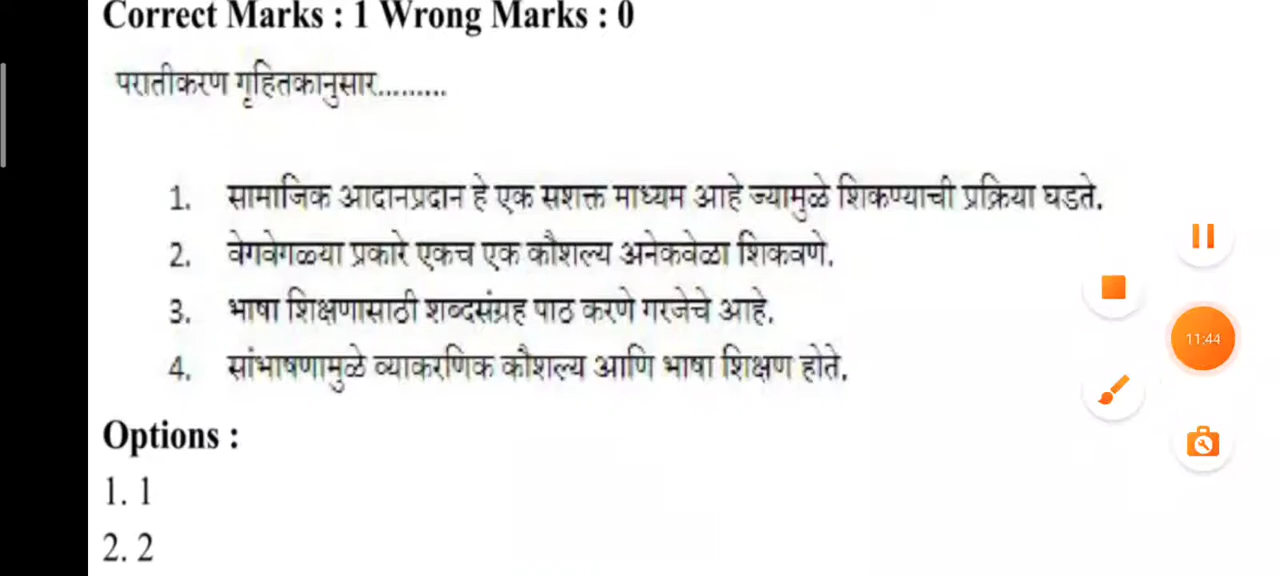 Correct Marks : 1 Wrong Marks : 0
परातीकरण गृहितकानुसार.........
1. सामाजिक आदानप्रदान हे एक सशक्त माध्यम आहे ज्यामुळे शिकण्याची प्रक्रिया घडते.
2. वेगवेगळ्या प्रकारे एकच एक कौशल्य अनेकवेळा शिकवणे.
3. भाषा शिक्षणासाठी शब्दसंग्रह पाठ करणे गरजेचे आहे.
4. सांभाषणामुळे व्याकरणिक कौशल्य आणि भाषा शिक्षण होते.
11:44
Options :
1. 1
2. 2